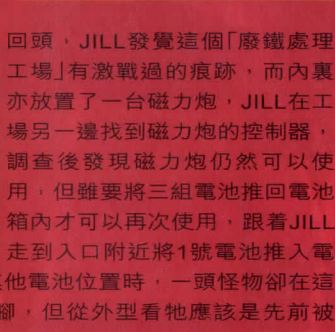 回頭，JILL發覺這個「廢鐵處理
工場」有激戰過的痕跡，而內裏
亦放置了一台磁力炮，JILL在工
場另一邊找到磁力炮的控制器，
調查後發現磁力炮仍然可以使
用，但雖要將三組電池推回電池
箱內才可以再次使用，跟着JILL
走到入口附近將1號電池推入電
他電池位置時，一頭怪物卻在這
腳，但從外型看牠應該是先前被